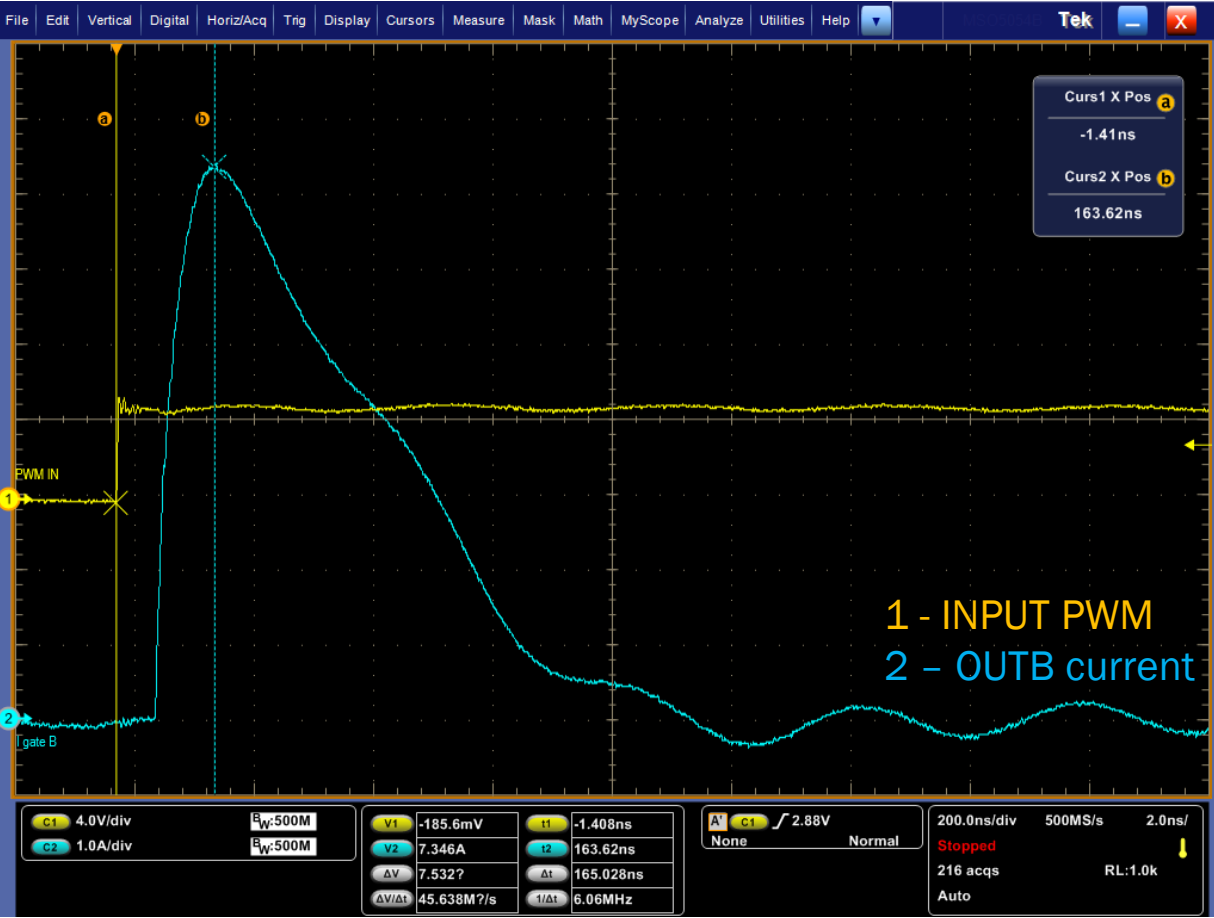 File Edit Vertical Digital Horiz/Acq Trig Display Cursors Measure Mask Math MyScope Analyze Utilities Help Tek X
a b
Curs1 X Pos a
-1.41ns
Curs2 X Pos b
163.62ns
PWM IN
1
1 - INPUT PWM
2 – OUTB current
2
Tgate B
C1 4.0V/div BW:500M
C2 1.0A/div BW:500M
V1 -185.6mV t1 -1.408ns
V2 7.346A t2 163.62ns
ΔV 7.532? Δt 165.028ns
ΔV/Δt 45.638M?/s 1/Δt 6.06MHz
A' C1 2.88V
None Normal
200.0ns/div 500MS/s 2.0ns/
Stopped
216 acqs RL:1.0k
Auto